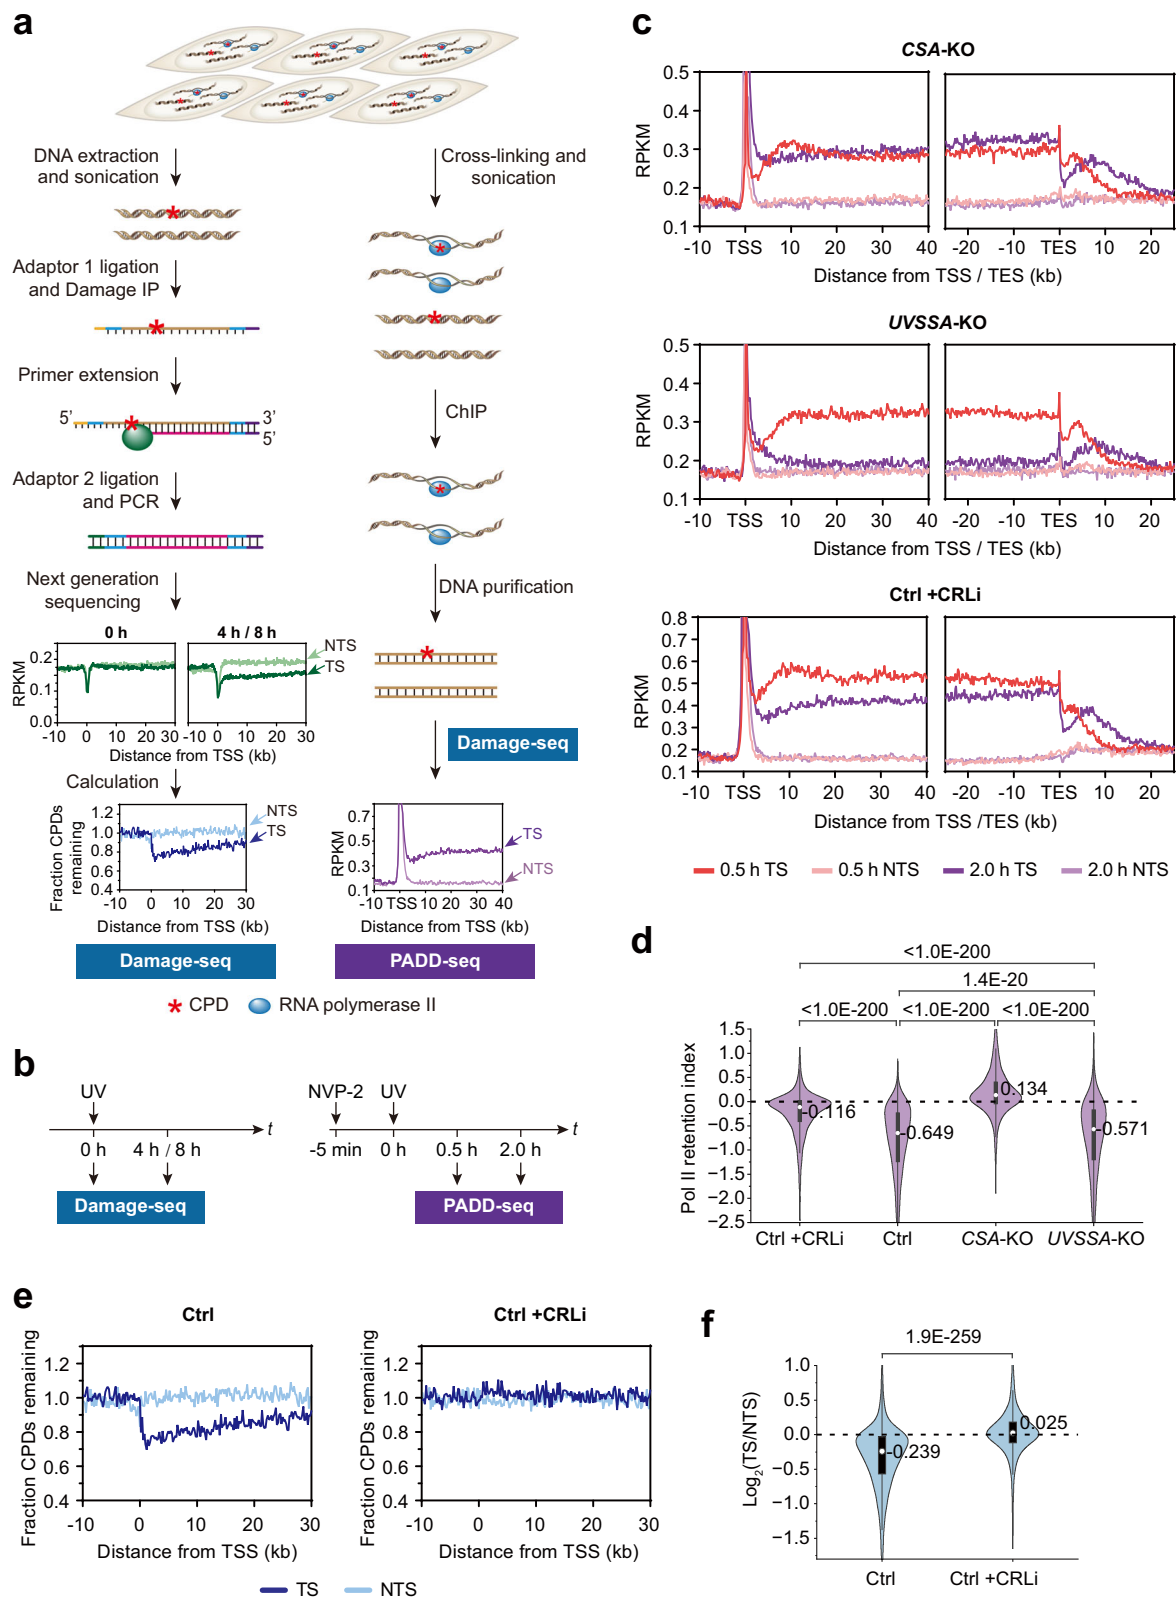 a
DNA extraction
and sonication
Cross-linking and
sonication
Adaptor 1 ligation
and Damage IP
Primer extension
5’
3’
5’
ChIP
Adaptor 2 ligation
and PCR
Next generation
sequencing
DNA purification
0 h
4 h / 8 h
NTS
TS
RPKM
0.2
0.1
0.0
-10 0 10 20 30
-10 0 10 20 30
Distance from TSS (kb)
Damage-seq
Calculation
Fraction CPDs
remaining
1.2
1.0
0.8
0.6
0.4
NTS
TS
-10 0 10 20 30
Distance from TSS (kb)
Damage-seq
RPKM
0.7
0.5
0.3
0.1
TS
NTS
-10 TSS 10 20 30 40
Distance from TSS (kb)
PADD-seq
* CPD
RNA polymerase II
b
UV
0 h
4 h / 8 h
t
Damage-seq
NVP-2
UV
-5 min
0 h
0.5 h
2.0 h
t
PADD-seq
c
CSA-KO
RPKM
0.5
0.4
0.3
0.2
0.1
-10 TSS 10 20 30 40
-20 -10 TES 10 20
Distance from TSS / TES (kb)
UVSSA-KO
RPKM
0.5
0.4
0.3
0.2
0.1
-10 TSS 10 20 30 40
-20 -10 TES 10 20
Distance from TSS / TES (kb)
Ctrl +CRLi
RPKM
0.8
0.7
0.6
0.5
0.4
0.3
0.2
0.1
-10 TSS 10 20 30 40
-20 -10 TES 10 20
Distance from TSS /TES (kb)
0.5 h TS
0.5 h NTS
2.0 h TS
2.0 h NTS
d
<1.0E-200
1.4E-20
<1.0E-200
<1.0E-200
<1.0E-200
Pol II retention index
1.5
1.0
0.5
0.0
−0.5
−1.0
−1.5
−2.0
−2.5
-0.116
-0.649
0.134
-0.571
Ctrl +CRLi
Ctrl
CSA-KO
UVSSA-KO
e
Ctrl
Fraction CPDs remaining
1.2
1.0
0.8
0.6
0.4
-10 0 10 20 30
Distance from TSS (kb)
Ctrl +CRLi
Fraction CPDs remaining
1.2
1.0
0.8
0.6
0.4
-10 0 10 20 30
Distance from TSS (kb)
TS
NTS
f
1.9E-259
Log2(TS/NTS)
1.0
0.5
0.0
−0.5
−1.0
−1.5
-0.239
0.025
Ctrl
Ctrl +CRLi